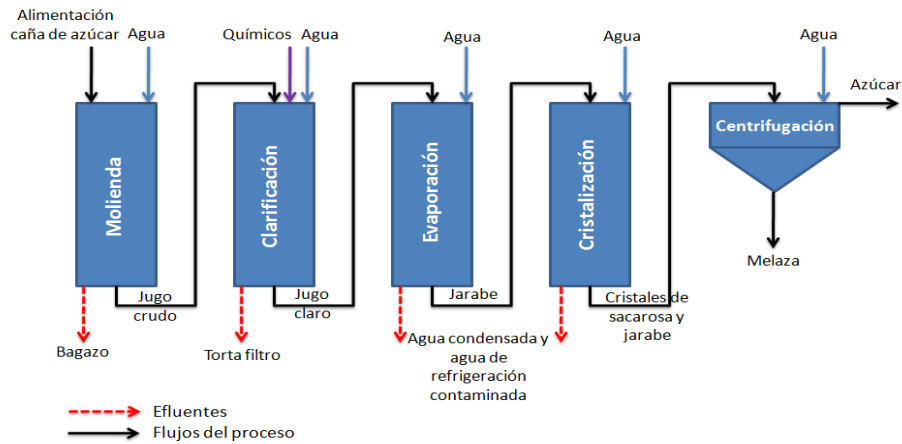 Alimentación
caña de azúcar
Agua
Químicos
Agua
Agua
Agua
Agua
Azúcar
Molienda
Clarificación
Evaporación
Cristalización
Centrifugación
Jugo
crudo
Jugo
claro
Jarabe
Cristales de
sacarosa y
jarabe
Melaza
Bagazo
Torta filtro
Agua condensada y
agua de
refrigeración
contaminada
Efluentes
Flujos del proceso